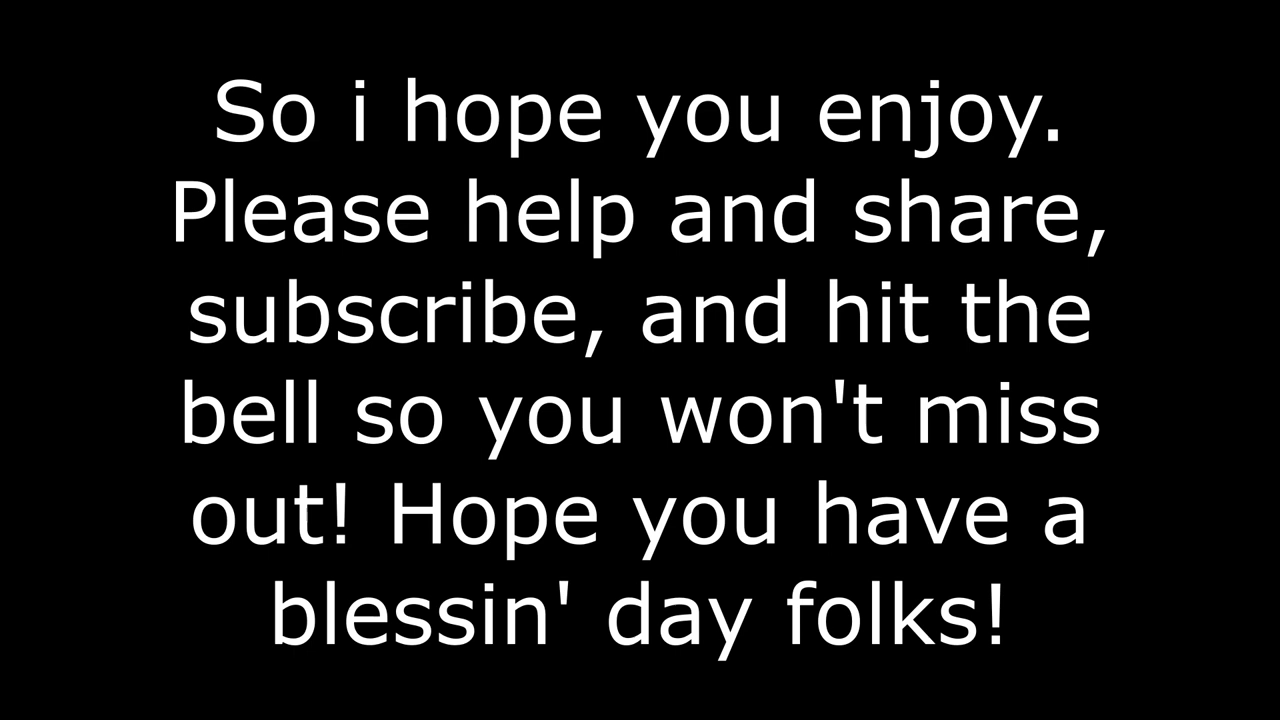 So i hope you enjoy.
Please help and share,
subscribe, and hit the
bell so you won't miss
out! Hope you have a
blessin' day folks!